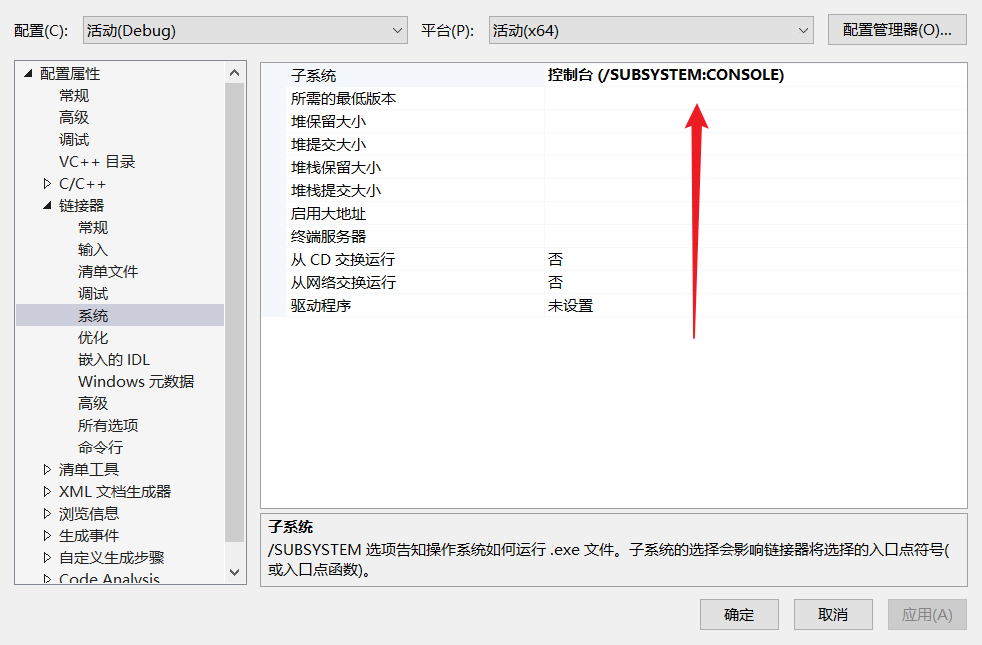 配置(C): 活动(Debug) 平台(P): 活动(x64) 配置管理器(O)...
配置属性
常规
高级
调试
VC++ 目录
C/C++
链接器
常规
输入
清单文件
调试
系统
优化
嵌入的 IDL
Windows 元数据
高级
所有选项
命令行
清单工具
XML 文档生成器
浏览信息
生成事件
自定义生成步骤
Code Analysis
子系统 控制台 (/SUBSYSTEM:CONSOLE)
所需的最低版本
堆保留大小
堆提交大小
堆栈保留大小
堆栈提交大小
启用大地址
终端服务器
从 CD 交换运行 否
从网络交换运行 否
驱动程序 未设置
子系统
/SUBSYSTEM 选项告知操作系统如何运行 .exe 文件。子系统的选择会影响链接器将选择的入口点符号(
或入口点函数)。
确定 取消 应用(A)